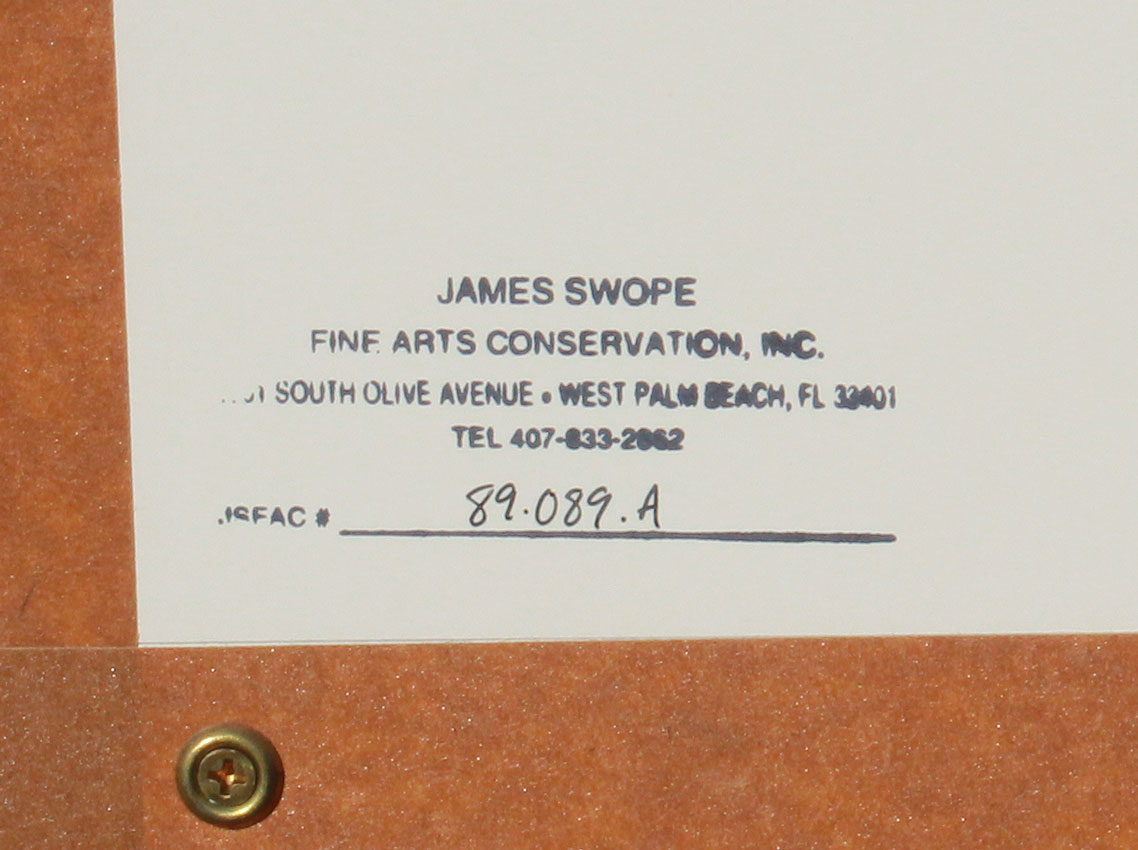 JAMES SWOPE
FINE ARTS CONSERVATION, INC.
SOUTH OLIVE AVENUE • WEST PALM BEACH, FL 33401
TEL 407-833-2862
JSFAC # 89.089.A